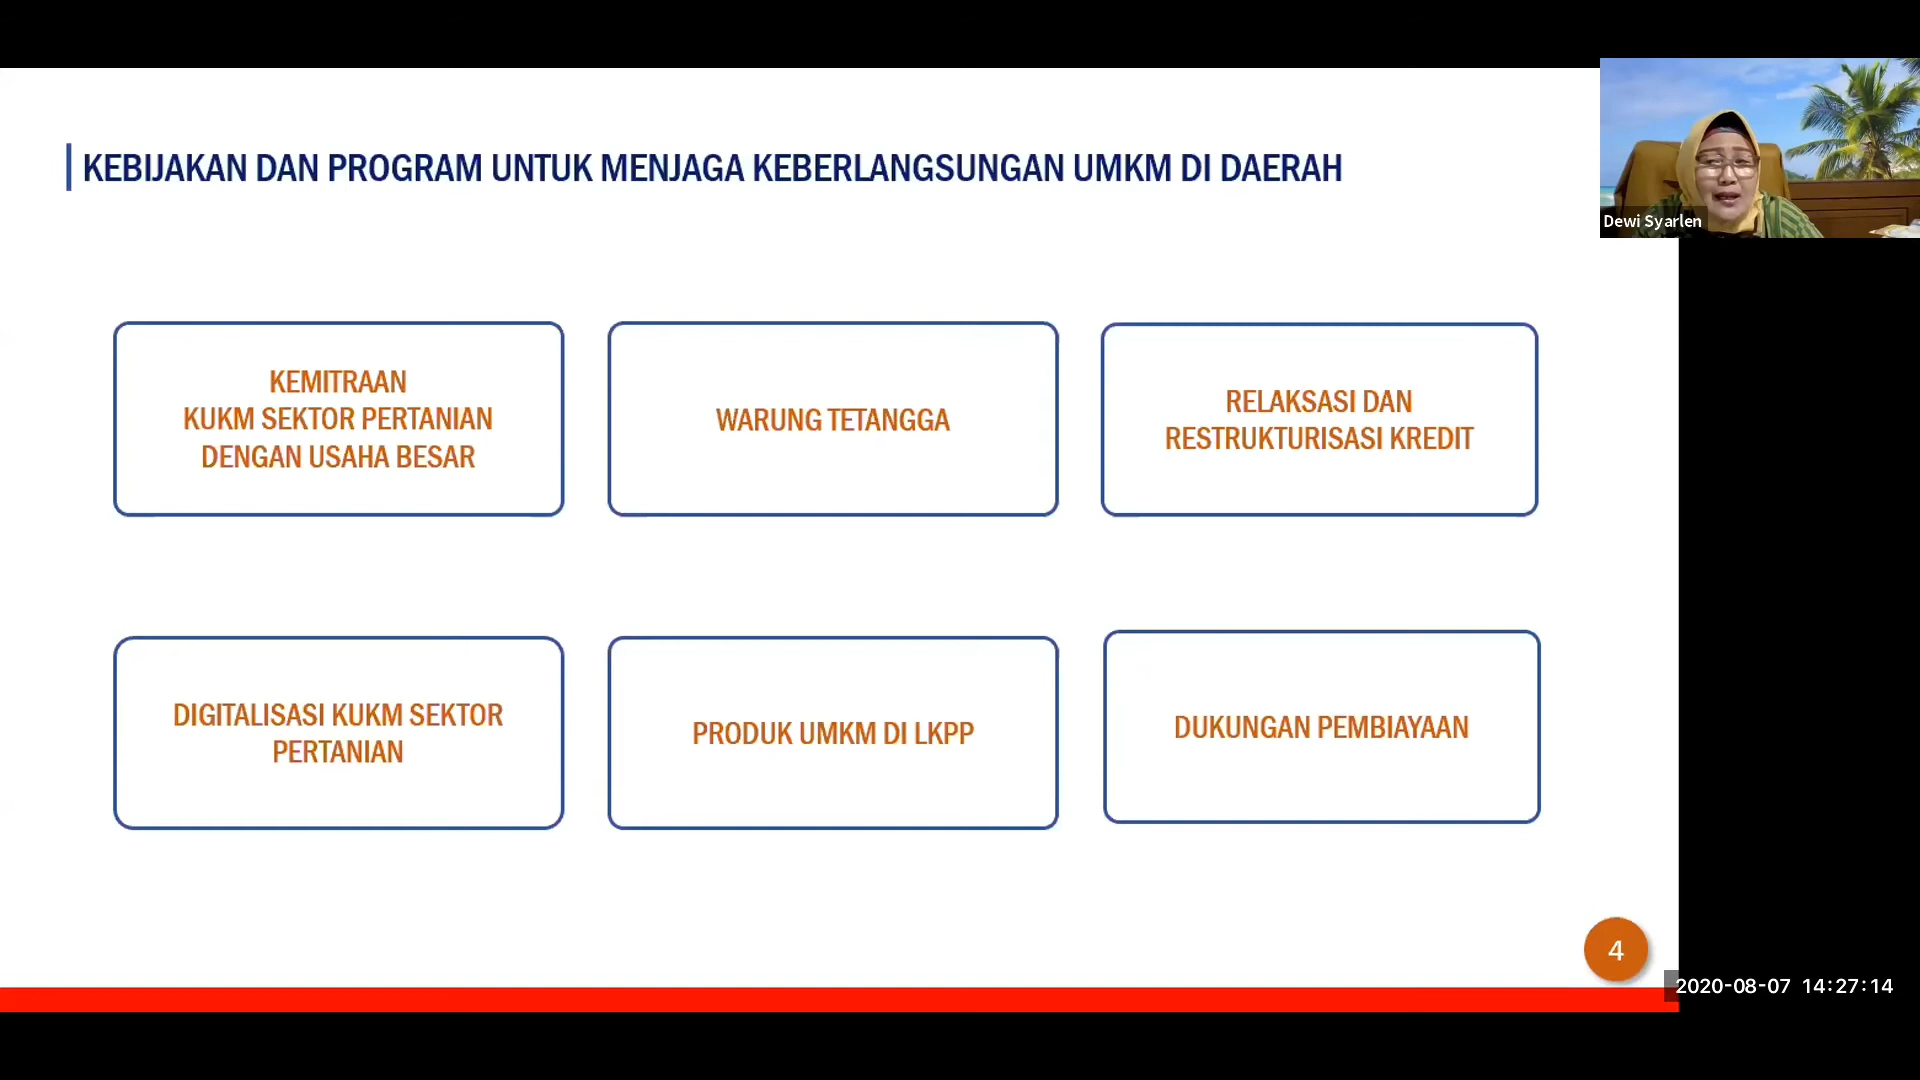 KEBIJAKAN DAN PROGRAM UNTUK MENJAGA KEBERLANGSUNGAN UMKM DI DAERAH
Dewi Syarlen
KEMITRAAN
KUKM SEKTOR PERTANIAN
DENGAN USAHA BESAR
WARUNG TETANGGA
RELAKSASI DAN
RESTRUKTURISASI KREDIT
DIGITALISASI KUKM SEKTOR
PERTANIAN
PRODUK UMKM DI LKPP
DUKUNGAN PEMBIAYAAN
4
2020-08-07 14:27:14